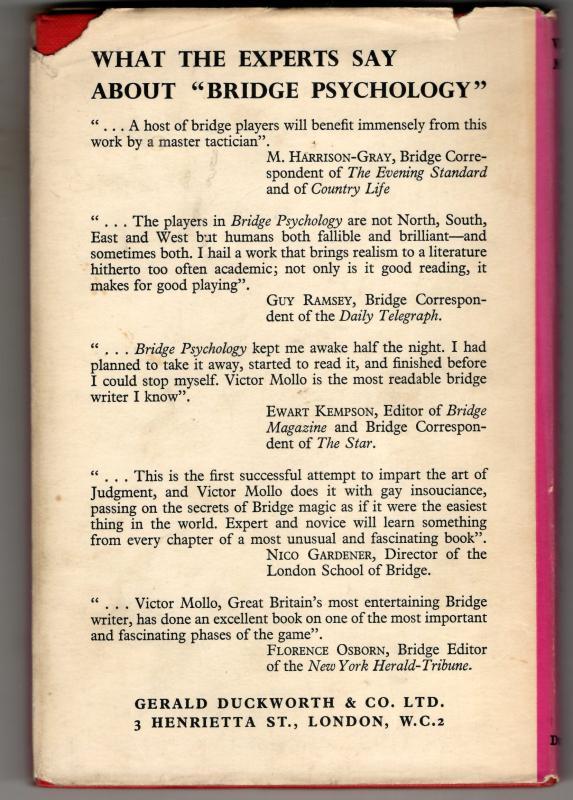 WHAT THE EXPERTS SAY
ABOUT “BRIDGE PSYCHOLOGY”
“ . . . A host of bridge players will benefit immensely from this
work by a master tactician”.
M. HARRISON-GRAY, Bridge Corre-
spondent of The Evening Standard
and of Country Life
“ . . . The players in Bridge Psychology are not North, South,
East and West but humans both fallible and brilliant—and
sometimes both. I hail a work that brings realism to a literature
hitherto too often academic; not only is it good reading, it
makes for good playing”.
GUY RAMSEY, Bridge Correspon-
dent of the Daily Telegraph.
“ . . . Bridge Psychology kept me awake half the night. I had
planned to take it away, started to read it, and finished before
I could stop myself. Victor Mollo is the most readable bridge
writer I know”.
EWART KEMPSON, Editor of Bridge
Magazine and Bridge Correspon-
dent of The Star.
“ . . . This is the first successful attempt to impart the art of
Judgment, and Victor Mollo does it with gay insouciance,
passing on the secrets of Bridge magic as if it were the easiest
thing in the world. Expert and novice will learn something
from every chapter of a most unusual and fascinating book”.
NICO GARDENER, Director of the
London School of Bridge.
“ . . . Victor Mollo, Great Britain’s most entertaining Bridge
writer, has done an excellent book on one of the most important
and fascinating phases of the game”.
FLORENCE OSBORN, Bridge Editor
of the New York Herald-Tribune.
GERALD DUCKWORTH & CO. LTD.
3 HENRIETTA ST., LONDON, W.C.2